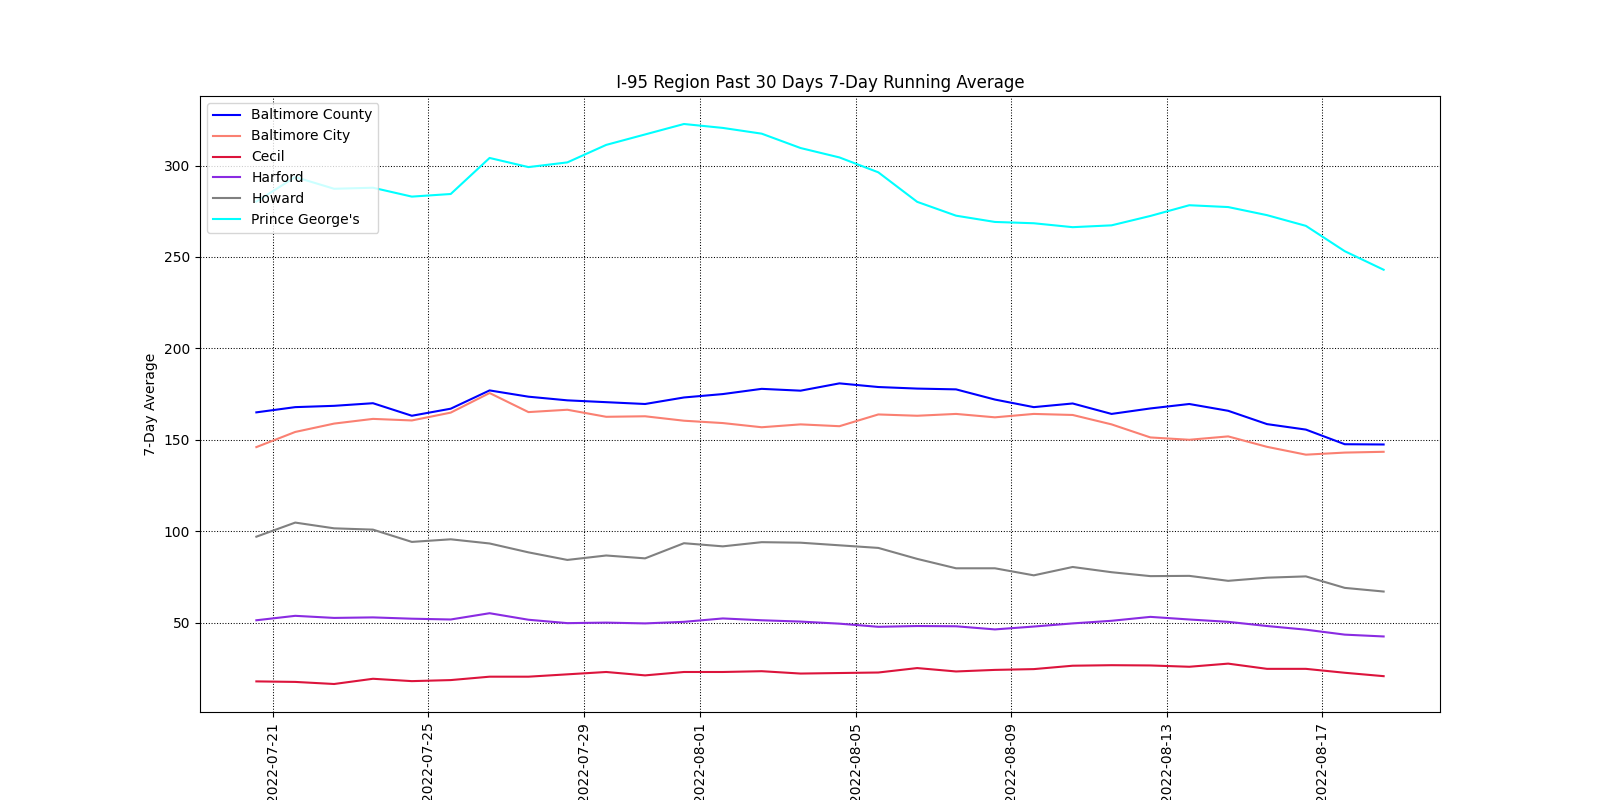 I-95 Region Past 30 Days 7-Day Running Average
Baltimore County
Baltimore City
Cecil
Harford
Howard
Prince George's
7-Day Average
300
250
200
150
100
50
2022-07-21
2022-07-25
2022-07-29
2022-08-01
2022-08-05
2022-08-09
2022-08-13
2022-08-17